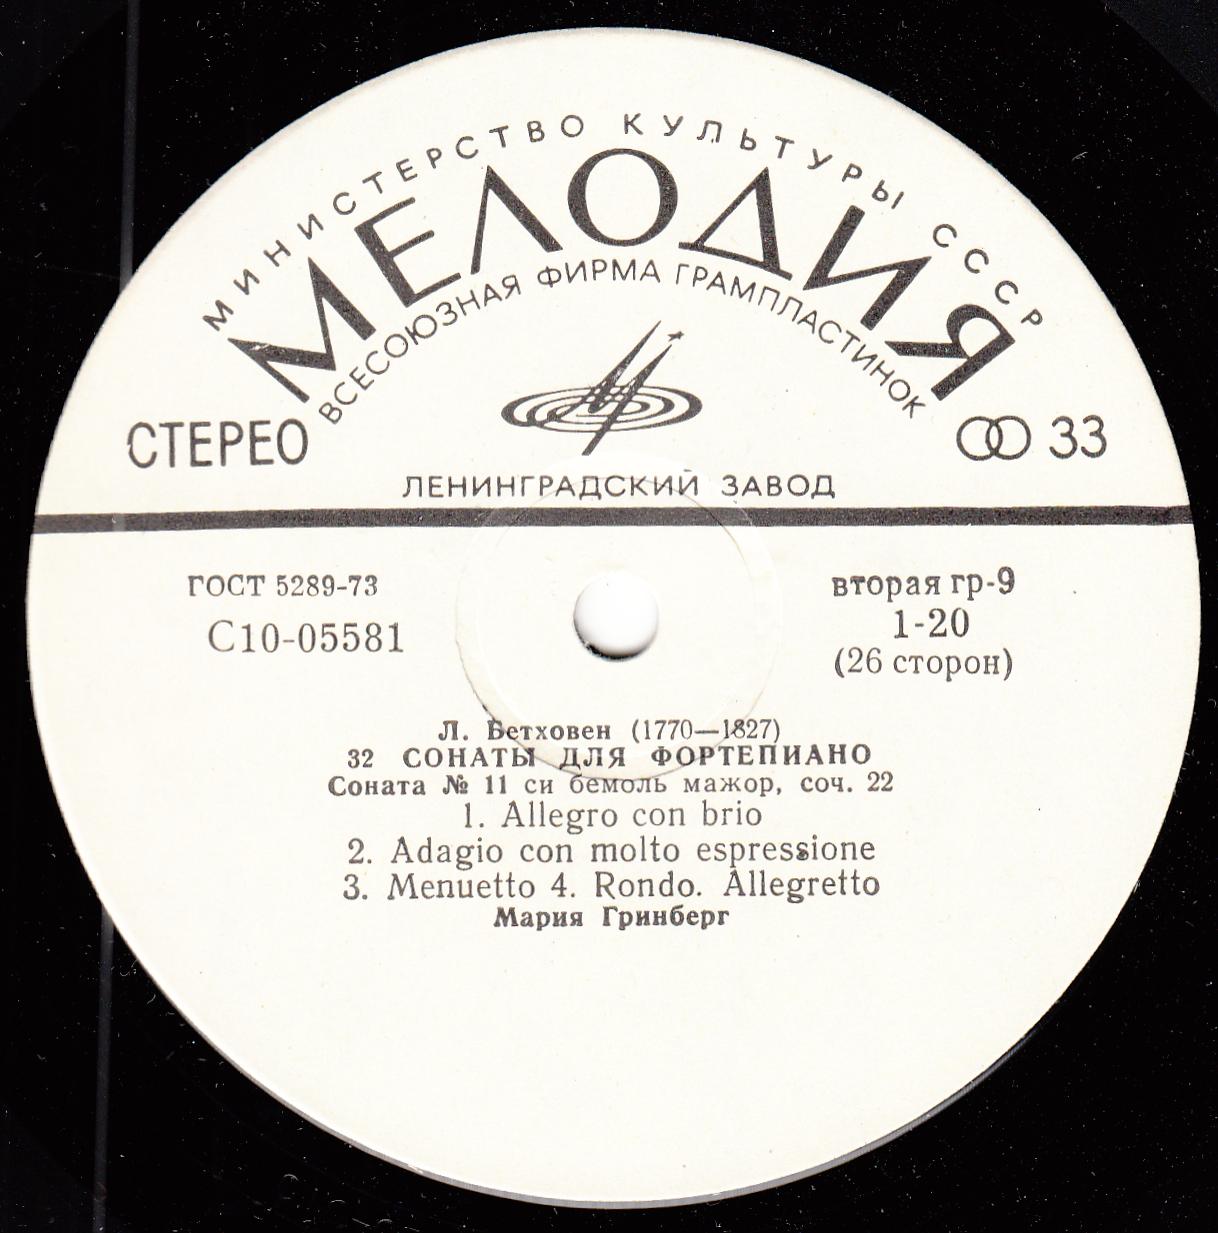 МИНИСТЕРСТВО КУЛЬТУРЫ СССР
МЕЛОДИЯ
ВСЕСОЮЗНАЯ ФИРМА ГРАМПЛАСТИНОК
СТЕРЕО
33
ЛЕНИНГРАДСКИЙ ЗАВОД
ГОСТ 5289-73
С10-05581
вторая гр-9
1-20
(26 сторон)
Л. Бетховен (1770—1827)
32 СОНАТЫ ДЛЯ ФОРТЕПИАНО
Соната № 11 си бемоль мажор, соч. 22
1. Allegro con brio
2. Adagio con molto espressione
3. Menuetto 4. Rondo. Allegretto
Мария Гринберг